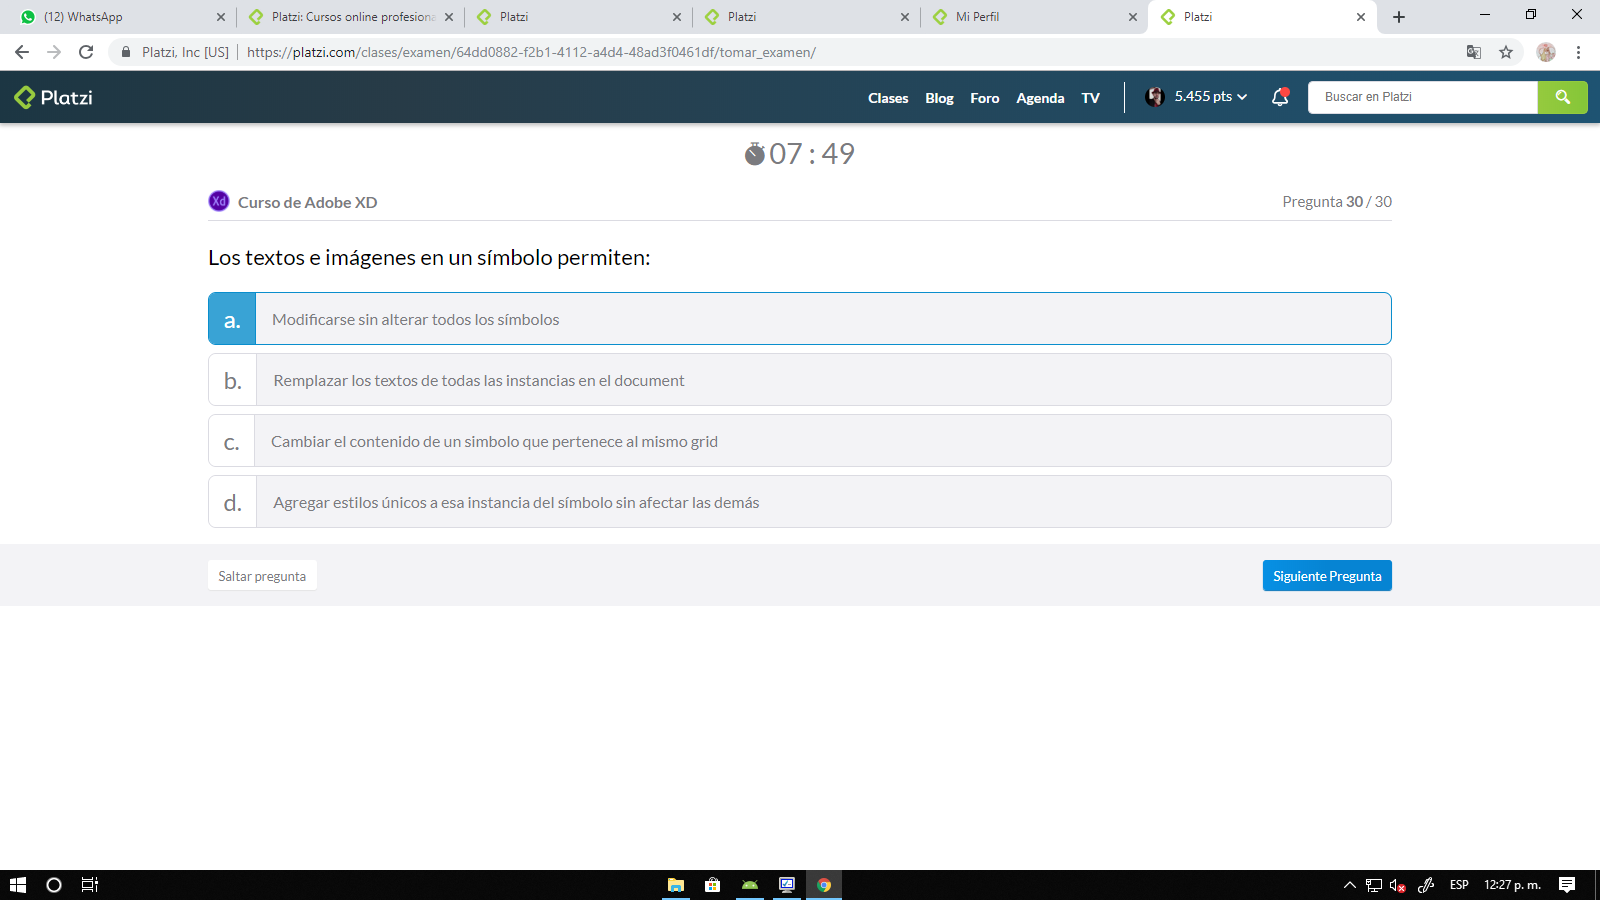 (12) WhatsApp
Platzi: Cursos online profesiona
Platzi
Platzi
Mi Perfil
Platzi
Platzi, Inc [US]
https://platzi.com/clases/examen/64dd0882-f2b1-4112-a4d4-48ad3f0461df/tomar_examen/
Platzi
Clases
Blog
Foro
Agenda
TV
5.455 pts
Buscar en Platzi
07 : 49
Xd
Curso de Adobe XD
Pregunta 30 / 30
Los textos e imágenes en un símbolo permiten:
a. Modificarse sin alterar todos los símbolos
b. Remplazar los textos de todas las instancias en el document
c. Cambiar el contenido de un simbolo que pertenece al mismo grid
d. Agregar estilos únicos a esa instancia del símbolo sin afectar las demás
Saltar pregunta
Siguiente Pregunta
ESP
12:27 p. m.